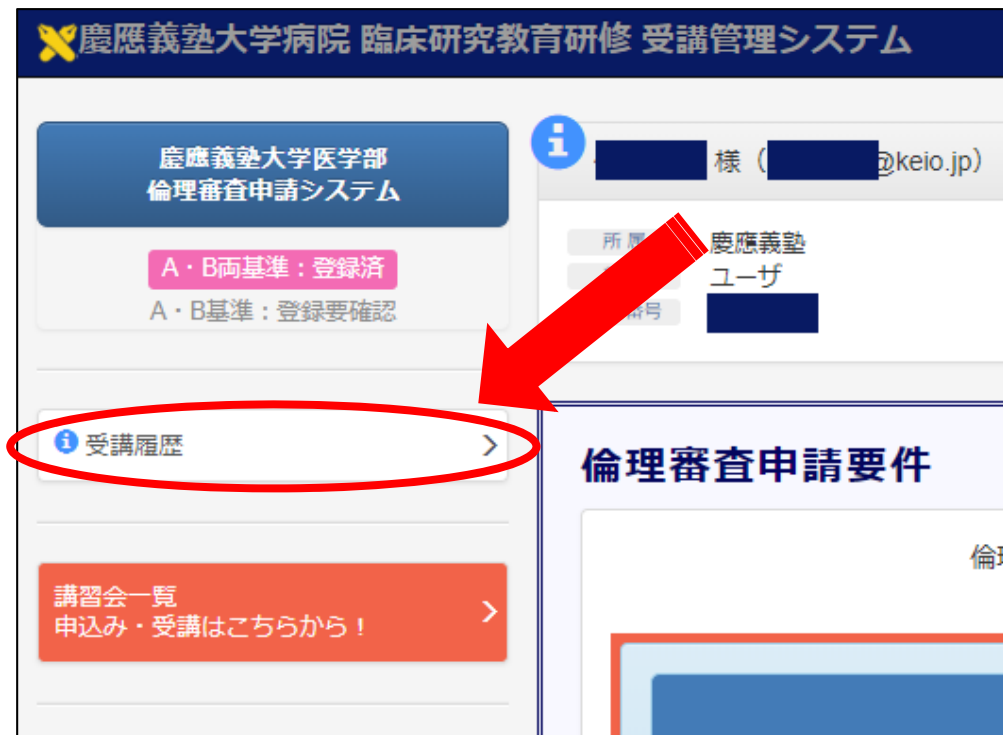 慶應義塾大学病院 臨床研究教育研修 受講管理システム
慶應義塾大学医学部
倫理審査申請システム
A・B両基準：登録済
A・B基準：登録要確認
受講履歴
講習会一覧
申込み・受講はこちらから！
様（ @keio.jp）
所属 慶應義塾
ユーザ
番号
倫理審査申請要件
倫